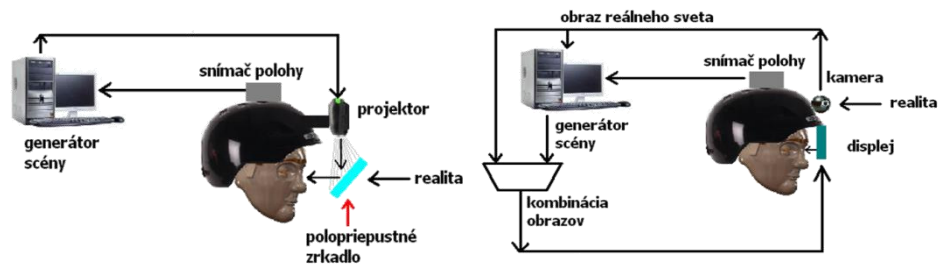 snímač polohy
projektor
generátor
scény
realita
polopriepustné
zrkadlo
obraz reálneho sveta
snímač polohy
kamera
realita
generátor
scény
displej
kombinácia
obrazov